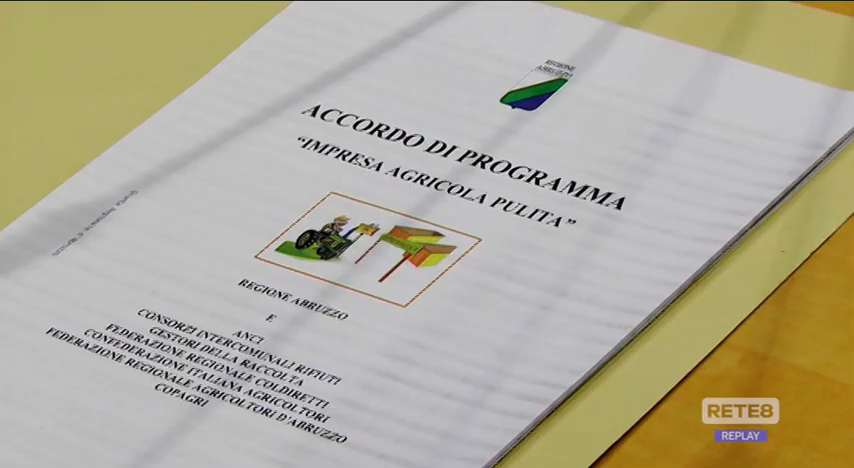 REGIONE
ABRUZZO
ACCORDO DI PROGRAMMA
“IMPRESA AGRICOLA PULITA”
REGIONE ABRUZZO
E
ANCI
CONSORZI INTERCOMUNALI RIFIUTI
GESTORI DELLA RACCOLTA
FEDERAZIONE REGIONALE COLDIRETTI
CONFEDERAZIONE ITALIANA AGRICOLTORI
FEDERAZIONE REGIONALE AGRICOLTORI D’ABRUZZO
COPAGRI
RETE8
REPLAY